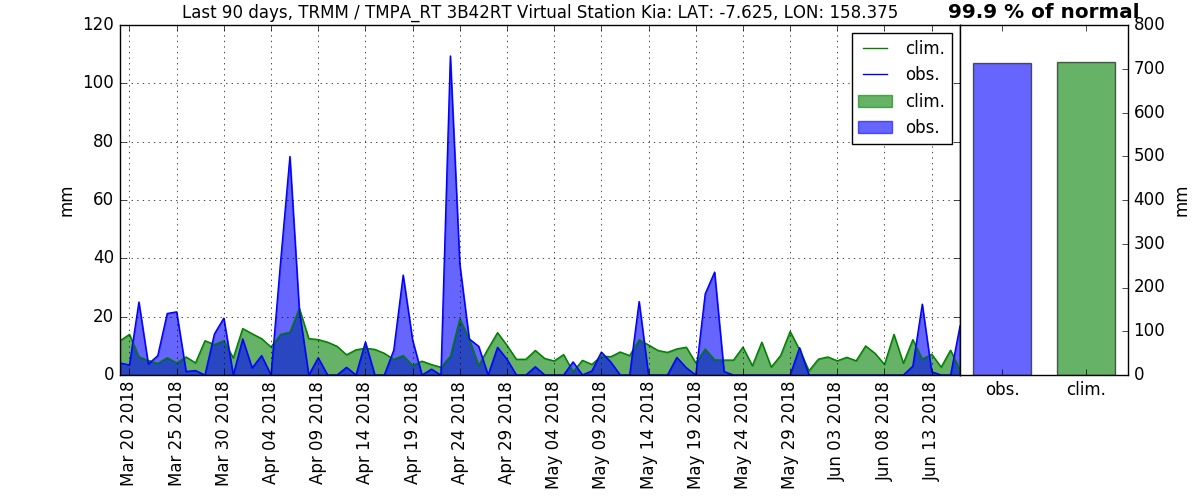 Last 90 days, TRMM / TMPA_RT 3B42RT Virtual Station Kia: LAT: -7.625, LON: 158.375
99.9 % of normal
120
100
80
60
40
20
0
mm
clim.
obs.
clim.
obs.
800
700
600
500
400
300
200
100
0
mm
Mar 20 2018
Mar 25 2018
Mar 30 2018
Apr 04 2018
Apr 09 2018
Apr 14 2018
Apr 19 2018
Apr 24 2018
Apr 29 2018
May 04 2018
May 09 2018
May 14 2018
May 19 2018
May 24 2018
May 29 2018
Jun 03 2018
Jun 08 2018
Jun 13 2018
obs.
clim.